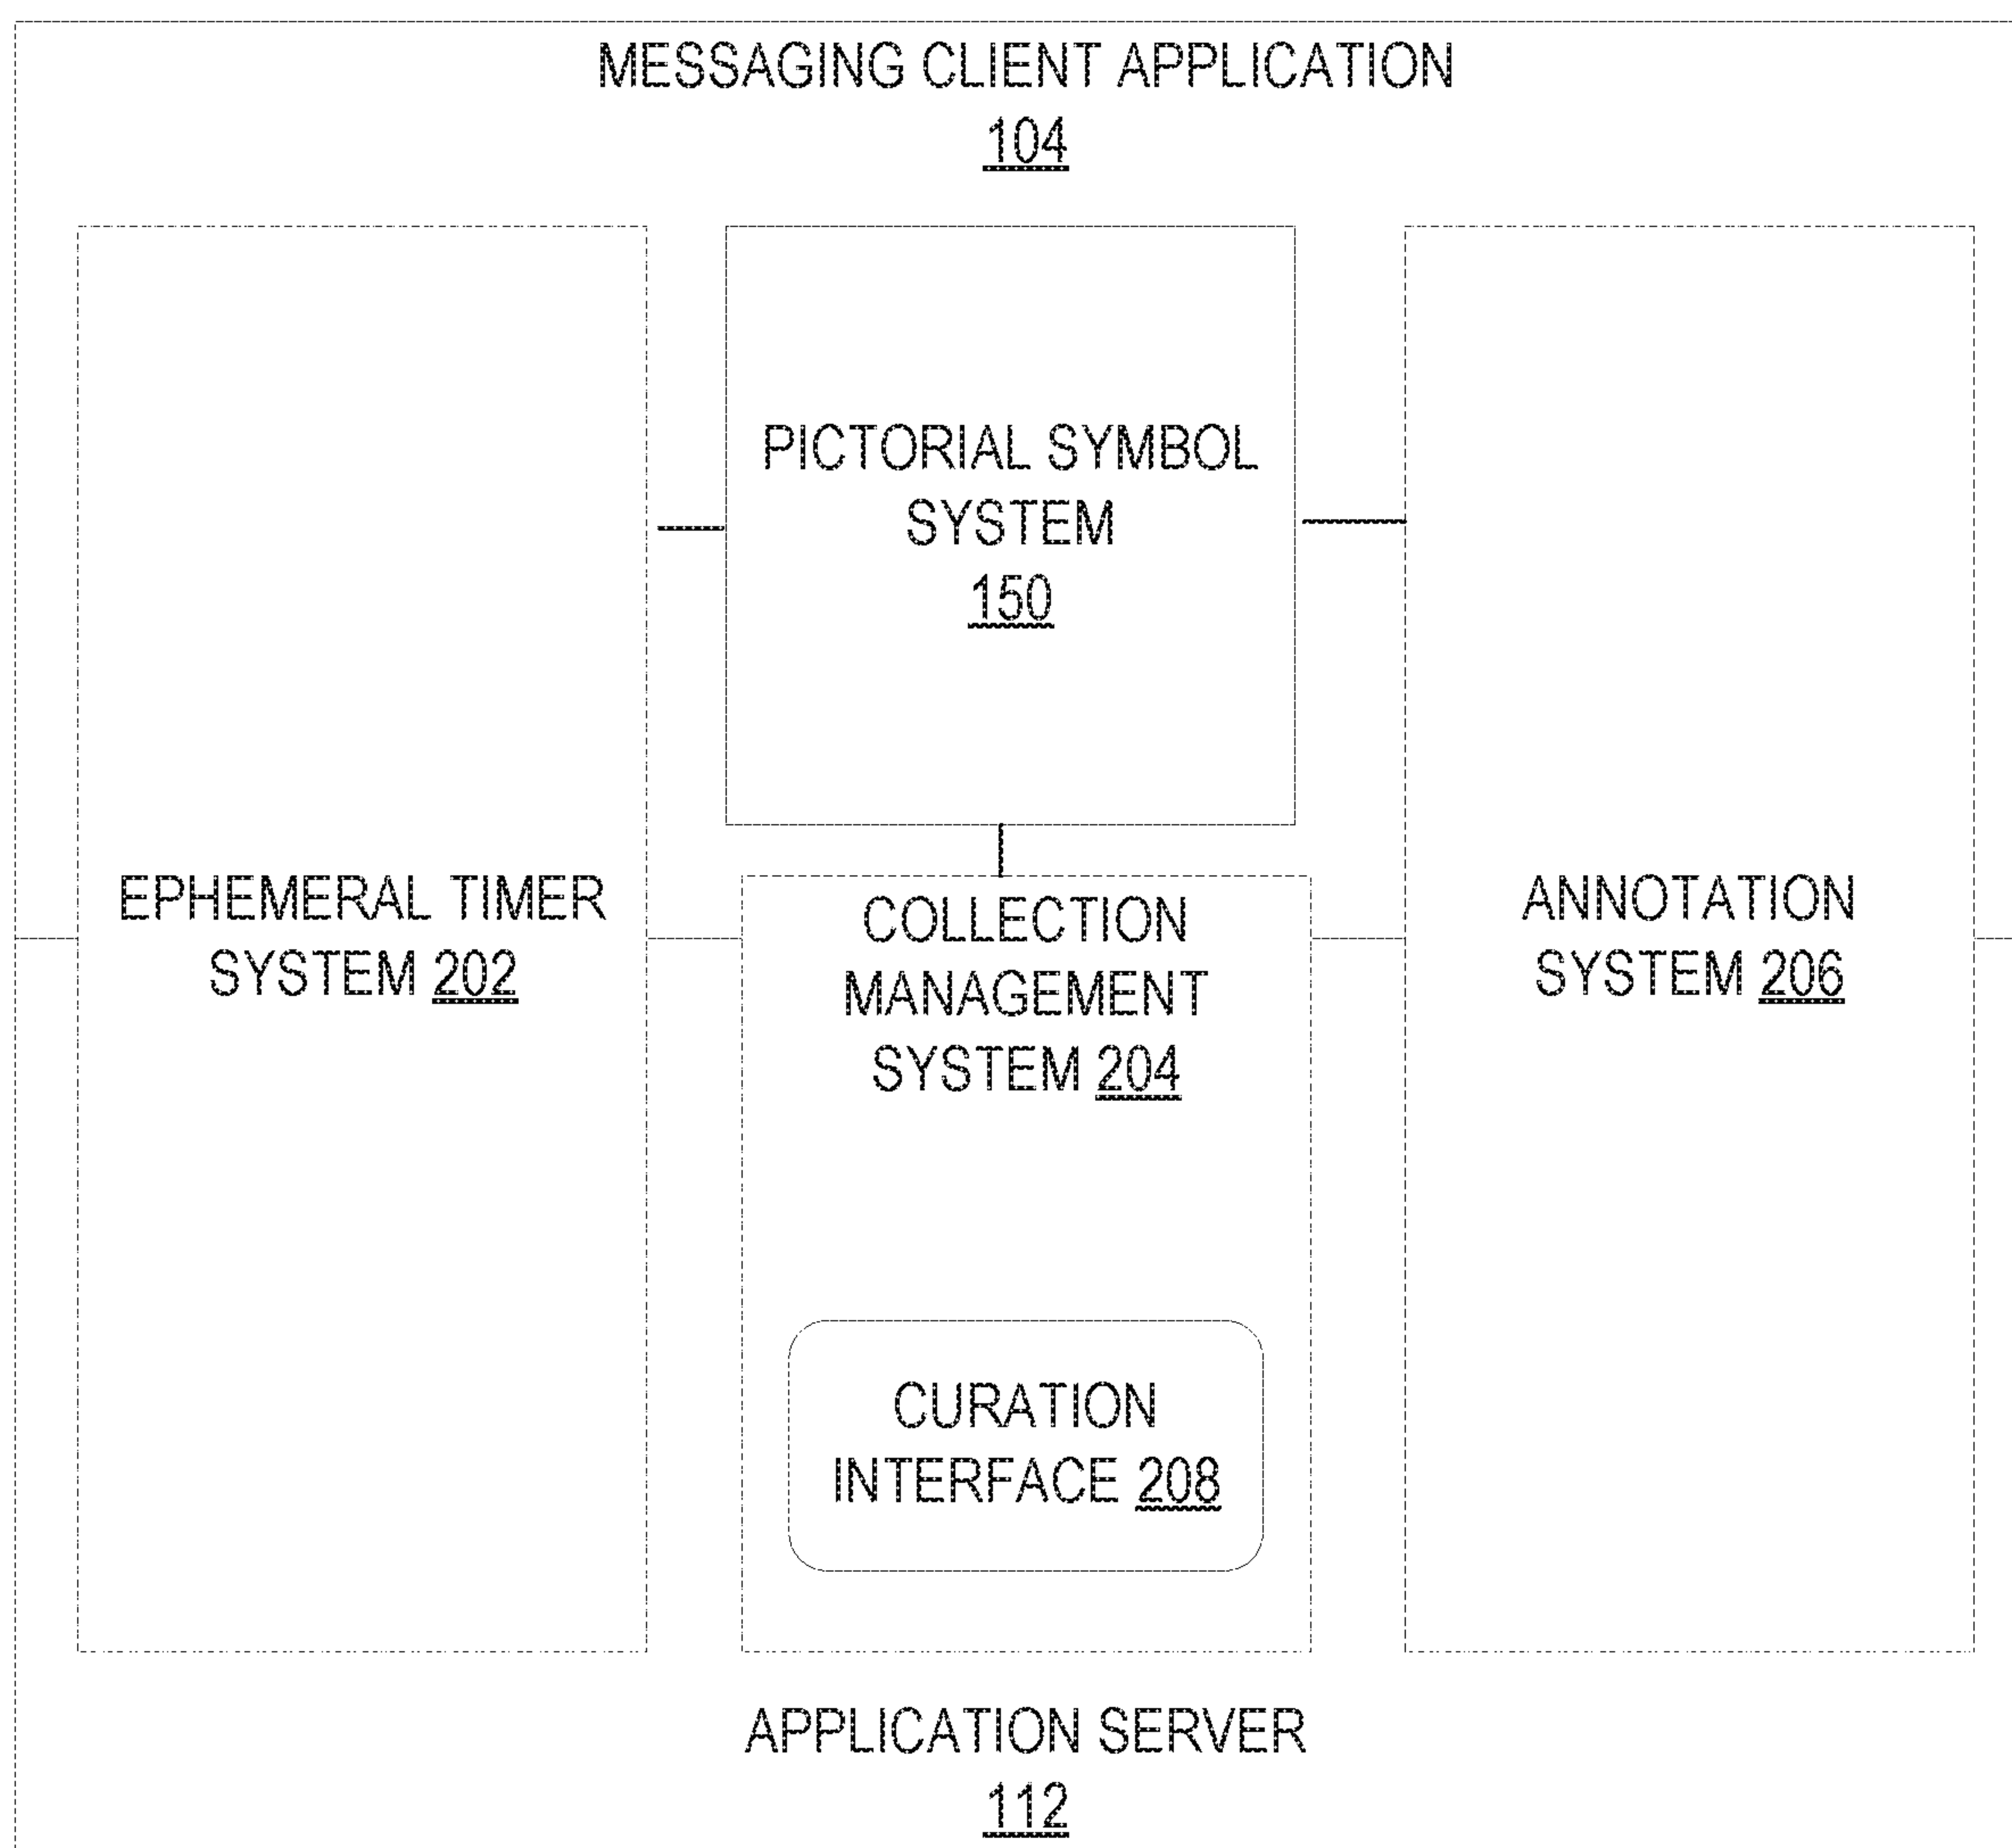 MESSAGING CLIENT APPLICATION
104
PICTORIAL SYMBOL
SYSTEM
150
EPHEMERAL TIMER
SYSTEM 202
COLLECTION
MANAGEMENT
SYSTEM 204
ANNOTATION
SYSTEM 206
CURATION
INTERFACE 208
APPLICATION SERVER
112